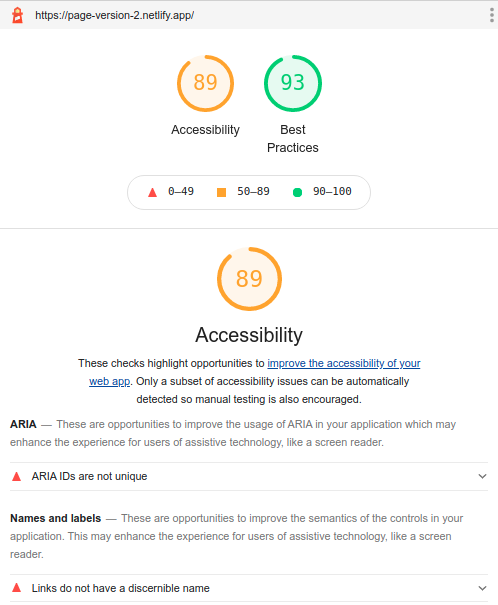 https://page-version-2.netlify.app/
89 93
Accessibility Best
Practices
0–49 50–89 90–100
89
Accessibility
These checks highlight opportunities to improve the accessibility of your
web app. Only a subset of accessibility issues can be automatically
detected so manual testing is also encouraged.
ARIA — These are opportunities to improve the usage of ARIA in your application which may
enhance the experience for users of assistive technology, like a screen reader.
ARIA IDs are not unique
Names and labels — These are opportunities to improve the semantics of the controls in your
application. This may enhance the experience for users of assistive technology, like a screen
reader.
Links do not have a discernible name